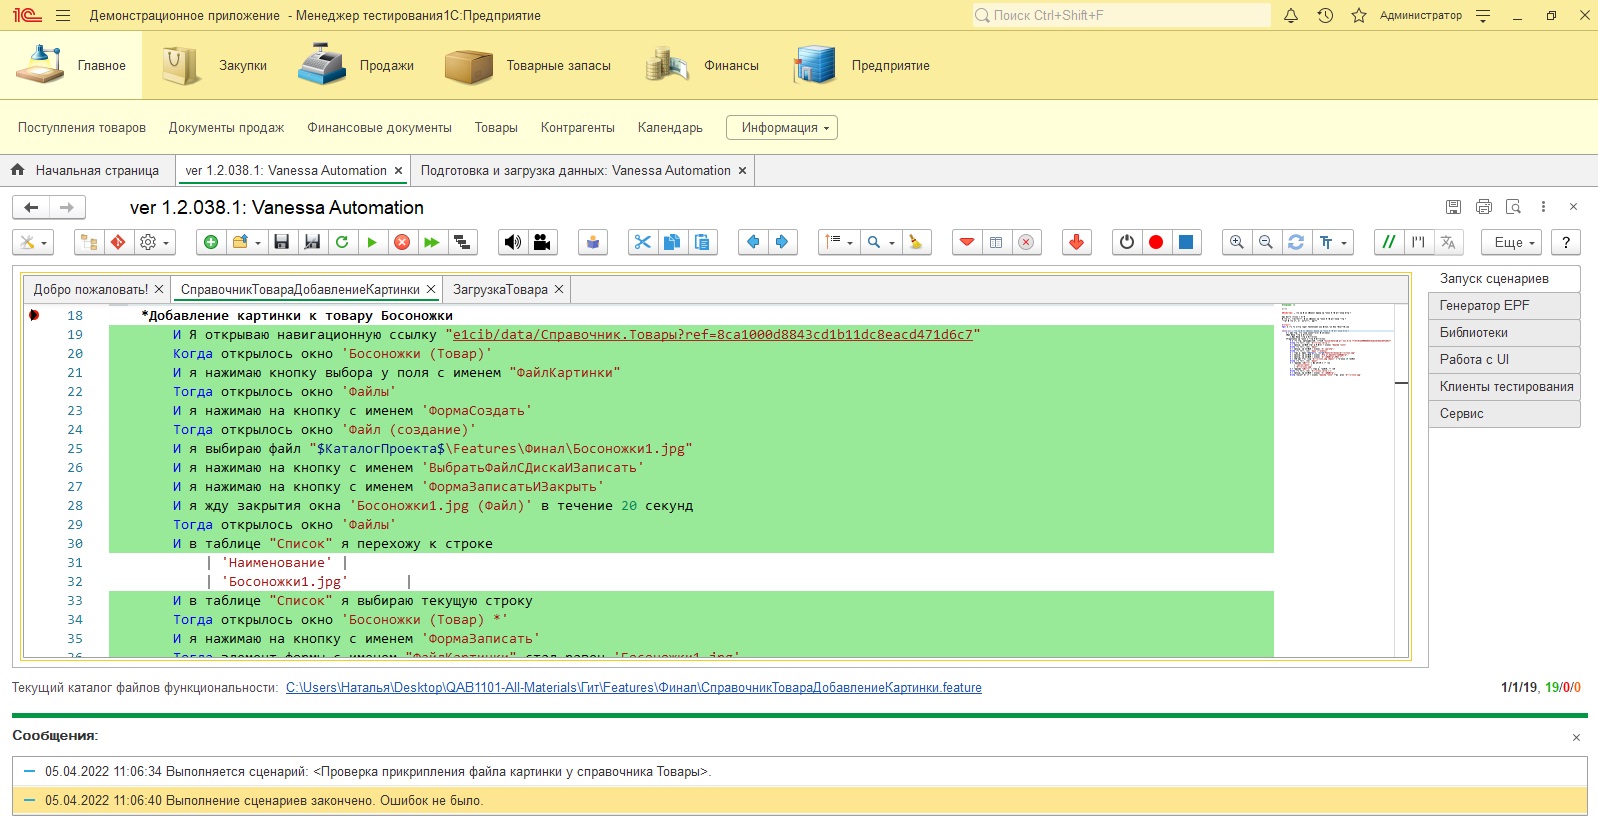 1С Демонстрационное приложение - Менеджер тестирования1С:Предприятие Поиск Ctrl+Shift+F Администратор
Главное Закупки Продажи Товарные запасы Финансы Предприятие
Поступления товаров Документы продаж Финансовые документы Товары Контрагенты Календарь Информация
Начальная страница ver 1.2.038.1: Vanessa Automation Подготовка и загрузка данных: Vanessa Automation
ver 1.2.038.1: Vanessa Automation
Еще ?
Добро пожаловать! СправочникТовараДобавлениеКартинки ЗагрузкаТовара
18 *Добавление картинки к товару Босоножки
19 И Я открываю навигационную ссылку "e1cib/data/Справочник.Товары?ref=8ca1000d8843cd1b11dc8eacd471d6c7"
20 Когда открылось окно 'Босоножки (Товар)'
21 И я нажимаю кнопку выбора у поля с именем "ФайлКартинки"
22 Тогда открылось окно 'Файлы'
23 И я нажимаю на кнопку с именем 'ФормаСоздать'
24 Тогда открылось окно 'Файл (создание)'
25 И я выбираю файл "$КаталогПроекта$\Features\Финал\Босоножки1.jpg"
26 И я нажимаю на кнопку с именем 'ВыбратьФайлСДискаИЗаписать'
27 И я нажимаю на кнопку с именем 'ФормаЗаписатьИЗакрыть'
28 И я жду закрытия окна 'Босоножки1.jpg (Файл)' в течение 20 секунд
29 Тогда открылось окно 'Файлы'
30 И в таблице "Список" я перехожу к строке
31 | 'Наименование' |
32 | 'Босоножки1.jpg' |
33 И в таблице "Список" я выбираю текущую строку
34 Тогда открылось окно 'Босоножки (Товар) *'
35 И я нажимаю на кнопку с именем 'ФормаЗаписать'
36 Тогда элемент формы с именем "ФайлКартинки" стал равен 'Босоножки1.jpg'
Запуск сценариев
Генератор EPF
Библиотеки
Работа с UI
Клиенты тестирования
Сервис
Текущий каталог файлов функциональности: C:\Users\Наталья\Desktop\QAB1101-All-Materials\Гит\Features\Финал\СправочникТовараДобавлениеКартинки.feature 1/1/19, 19/0/0
Сообщения:
05.04.2022 11:06:34 Выполняется сценарий: <Проверка прикрипления файла картинки у справочника Товары>.
05.04.2022 11:06:40 Выполнение сценариев закончено. Ошибок не было.